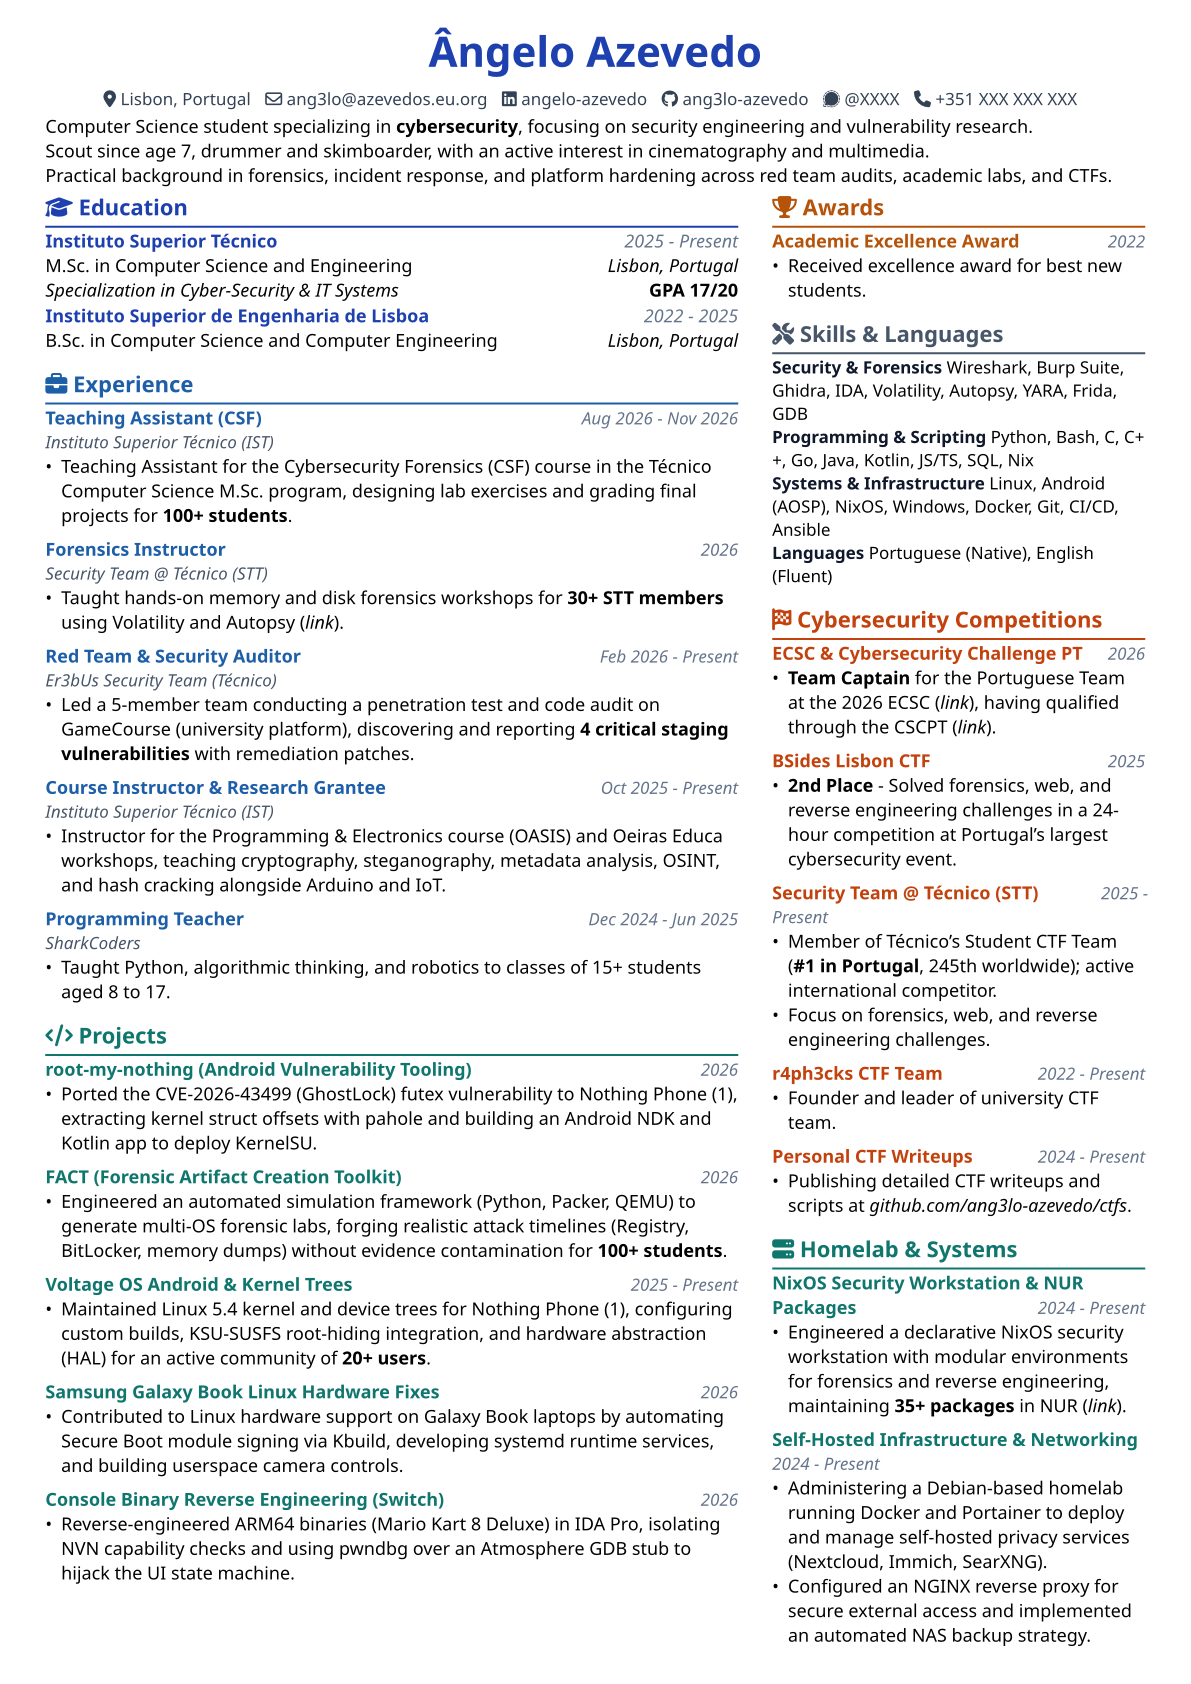 Ângelo Azevedo
Lisbon, Portugal ang3lo@azevedos.eu.org angelo-azevedo ang3lo-azevedo @XXXX +351 XXX XXX XXX
Computer Science student specializing in cybersecurity, focusing on security engineering and vulnerability research.
Scout since age 7, drummer and skimboarder, with an active interest in cinematography and multimedia.
Practical background in forensics, incident response, and platform hardening across red team audits, academic labs, and CTFs.
Education
Instituto Superior Técnico 2025 - Present
M.Sc. in Computer Science and Engineering Lisbon, Portugal
Specialization in Cyber-Security & IT Systems GPA 17/20
Instituto Superior de Engenharia de Lisboa 2022 - 2025
B.Sc. in Computer Science and Computer Engineering Lisbon, Portugal
Experience
Teaching Assistant (CSF) Aug 2026 - Nov 2026
Instituto Superior Técnico (IST)
• Teaching Assistant for the Cybersecurity Forensics (CSF) course in the Técnico
Computer Science M.Sc. program, designing lab exercises and grading final
projects for 100+ students.
Forensics Instructor 2026
Security Team @ Técnico (STT)
• Taught hands-on memory and disk forensics workshops for 30+ STT members
using Volatility and Autopsy (link).
Red Team & Security Auditor Feb 2026 - Present
Er3bUs Security Team (Técnico)
• Led a 5-member team conducting a penetration test and code audit on
GameCourse (university platform), discovering and reporting 4 critical staging
vulnerabilities with remediation patches.
Course Instructor & Research Grantee Oct 2025 - Present
Instituto Superior Técnico (IST)
• Instructor for the Programming & Electronics course (OASIS) and Oeiras Educa
workshops, teaching cryptography, steganography, metadata analysis, OSINT,
and hash cracking alongside Arduino and IoT.
Programming Teacher Dec 2024 - Jun 2025
SharkCoders
• Taught Python, algorithmic thinking, and robotics to classes of 15+ students
aged 8 to 17.
Projects
root-my-nothing (Android Vulnerability Tooling) 2026
• Ported the CVE-2026-43499 (GhostLock) futex vulnerability to Nothing Phone (1),
extracting kernel struct offsets with pahole and building an Android NDK and
Kotlin app to deploy KernelSU.
FACT (Forensic Artifact Creation Toolkit) 2026
• Engineered an automated simulation framework (Python, Packer, QEMU) to
generate multi-OS forensic labs, forging realistic attack timelines (Registry,
BitLocker, memory dumps) without evidence contamination for 100+ students.
Voltage OS Android & Kernel Trees 2025 - Present
• Maintained Linux 5.4 kernel and device trees for Nothing Phone (1), configuring
custom builds, KSU-SUSFS root-hiding integration, and hardware abstraction
(HAL) for an active community of 20+ users.
Samsung Galaxy Book Linux Hardware Fixes 2026
• Contributed to Linux hardware support on Galaxy Book laptops by automating
Secure Boot module signing via Kbuild, developing systemd runtime services,
and building userspace camera controls.
Console Binary Reverse Engineering (Switch) 2026
• Reverse-engineered ARM64 binaries (Mario Kart 8 Deluxe) in IDA Pro, isolating
NVN capability checks and using pwndbg over an Atmosphere GDB stub to
hijack the UI state machine.
Awards
Academic Excellence Award 2022
• Received excellence award for best new
students.
Skills & Languages
Security & Forensics Wireshark, Burp Suite,
Ghidra, IDA, Volatility, Autopsy, YARA, Frida,
GDB
Programming & Scripting Python, Bash, C, C+
+, Go, Java, Kotlin, JS/TS, SQL, Nix
Systems & Infrastructure Linux, Android
(AOSP), NixOS, Windows, Docker, Git, CI/CD,
Ansible
Languages Portuguese (Native), English
(Fluent)
Cybersecurity Competitions
ECSC & Cybersecurity Challenge PT 2026
• Team Captain for the Portuguese Team
at the 2026 ECSC (link), having qualified
through the CSCPT (link).
BSides Lisbon CTF 2025
• 2nd Place - Solved forensics, web, and
reverse engineering challenges in a 24-
hour competition at Portugal’s largest
cybersecurity event.
Security Team @ Técnico (STT) 2025 -
Present
• Member of Técnico’s Student CTF Team
(#1 in Portugal, 245th worldwide); active
international competitor.
• Focus on forensics, web, and reverse
engineering challenges.
r4ph3cks CTF Team 2022 - Present
• Founder and leader of university CTF
team.
Personal CTF Writeups 2024 - Present
• Publishing detailed CTF writeups and
scripts at github.com/ang3lo-azevedo/ctfs.
Homelab & Systems
NixOS Security Workstation & NUR
Packages 2024 - Present
• Engineered a declarative NixOS security
workstation with modular environments
for forensics and reverse engineering,
maintaining 35+ packages in NUR (link).
Self-Hosted Infrastructure & Networking
2024 - Present
• Administering a Debian-based homelab
running Docker and Portainer to deploy
and manage self-hosted privacy services
(Nextcloud, Immich, SearXNG).
• Configured an NGINX reverse proxy for
secure external access and implemented
an automated NAS backup strategy.